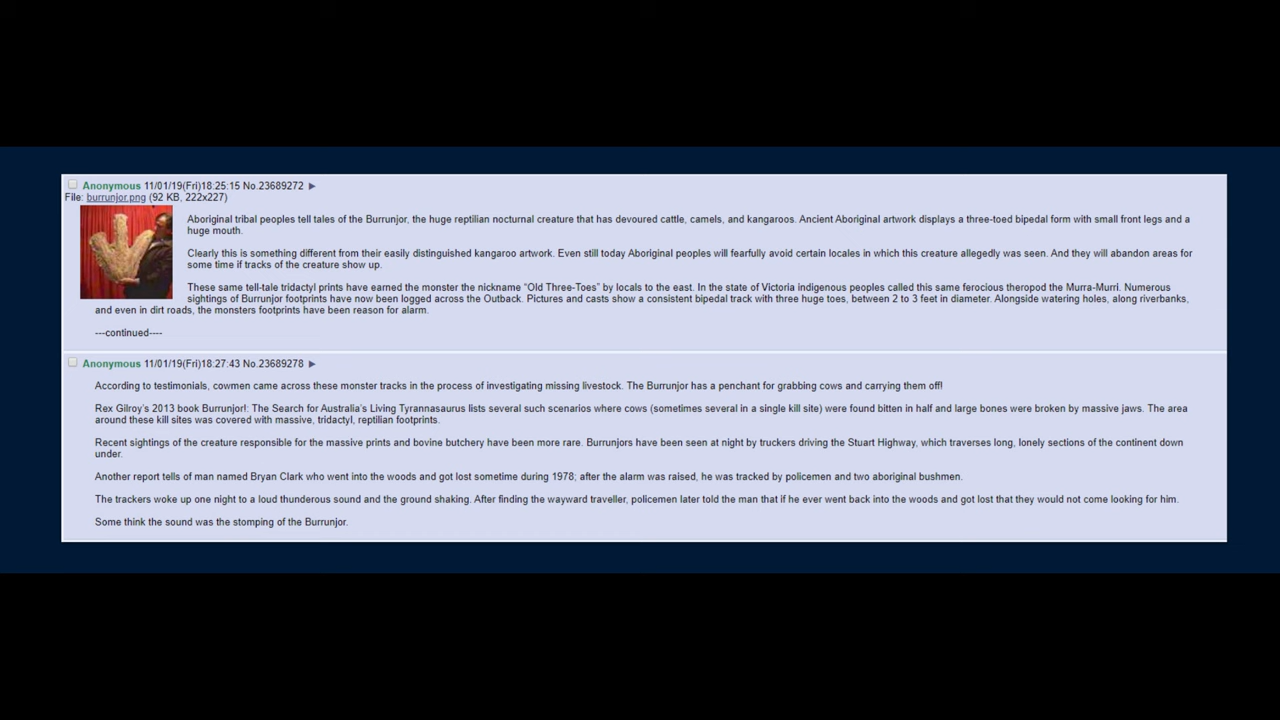 Anonymous 11/01/19(Fri)18:25:15 No.23689272 ▶
File: burrunjor.png (92 KB, 222x227)
Aboriginal tribal peoples tell tales of the Burrunjor, the huge reptilian nocturnal creature that has devoured cattle, camels, and kangaroos. Ancient Aboriginal artwork displays a three-toed bipedal form with small front legs and a
huge mouth.
Clearly this is something different from their easily distinguished kangaroo artwork. Even still today Aboriginal peoples will fearfully avoid certain locales in which this creature allegedly was seen. And they will abandon areas for
some time if tracks of the creature show up.
These same tell-tale tridactyl prints have earned the monster the nickname “Old Three-Toes” by locals to the east. In the state of Victoria indigenous peoples called this same ferocious theropod the Murra-Murri. Numerous
sightings of Burrunjor footprints have now been logged across the Outback. Pictures and casts show a consistent bipedal track with three huge toes, between 2 to 3 feet in diameter. Alongside watering holes, along riverbanks,
and even in dirt roads, the monsters footprints have been reason for alarm.
---continued----
Anonymous 11/01/19(Fri)18:27:43 No.23689278 ▶
According to testimonials, cowmen came across these monster tracks in the process of investigating missing livestock. The Burrunjor has a penchant for grabbing cows and carrying them off!
Rex Gilroy’s 2013 book Burrunjor!: The Search for Australia’s Living Tyrannasaurus lists several such scenarios where cows (sometimes several in a single kill site) were found bitten in half and large bones were broken by massive jaws. The area
around these kill sites was covered with massive, tridactyl, reptilian footprints.
Recent sightings of the creature responsible for the massive prints and bovine butchery have been more rare. Burrunjors have been seen at night by truckers driving the Stuart Highway, which traverses long, lonely sections of the continent down
under.
Another report tells of man named Bryan Clark who went into the woods and got lost sometime during 1978; after the alarm was raised, he was tracked by policemen and two aboriginal bushmen.
The trackers woke up one night to a loud thunderous sound and the ground shaking. After finding the wayward traveller, policemen later told the man that if he ever went back into the woods and got lost that they would not come looking for him.
Some think the sound was the stomping of the Burrunjor.